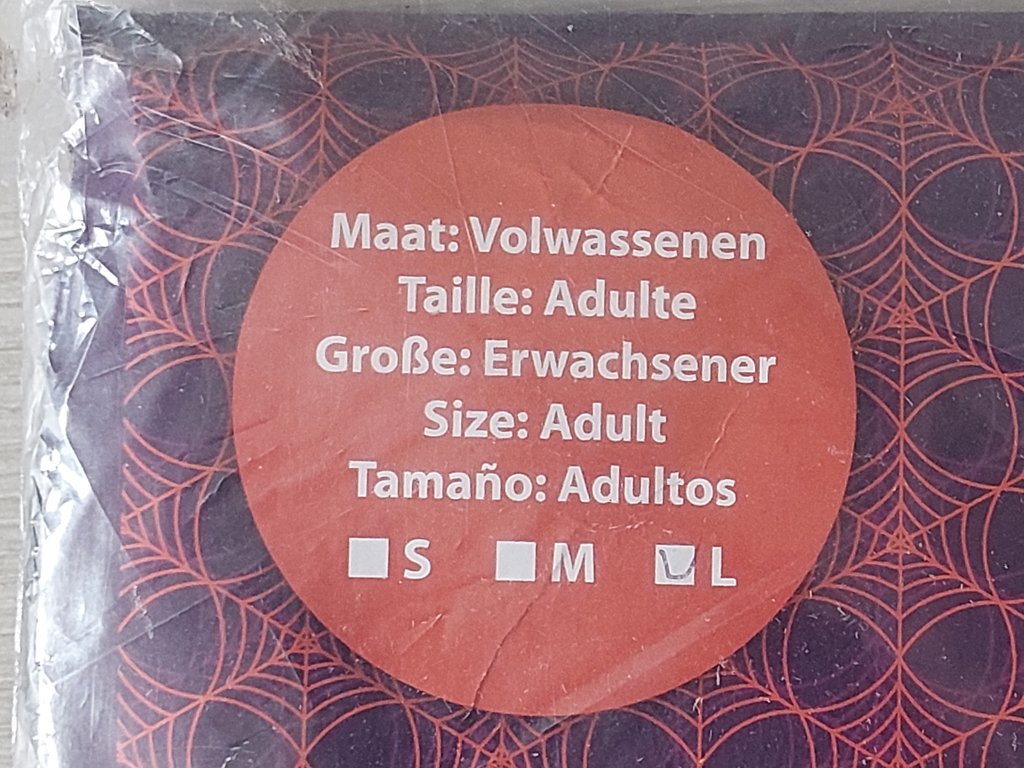 Maat: Volwassenen
Taille: Adulte
Große: Erwachsener
Size: Adult
Tamaño: Adultos
S M L